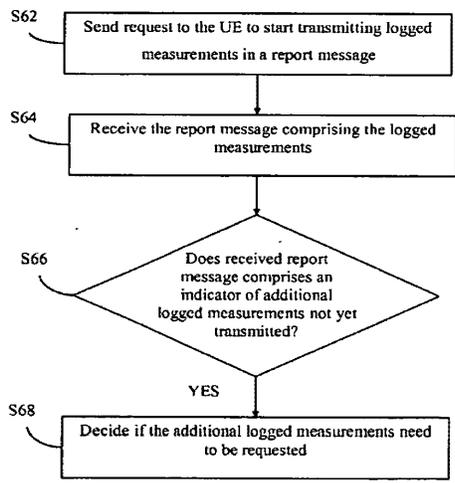 S62
Send request to the UE to start transmitting logged
measurements in a report message
S64
Receive the report message comprising the logged
measurements
S66
Does received report
message comprises an
indicator of additional
logged measurements not yet
transmitted?
YES
S68
Decide if the additional logged measurements need
to be requested